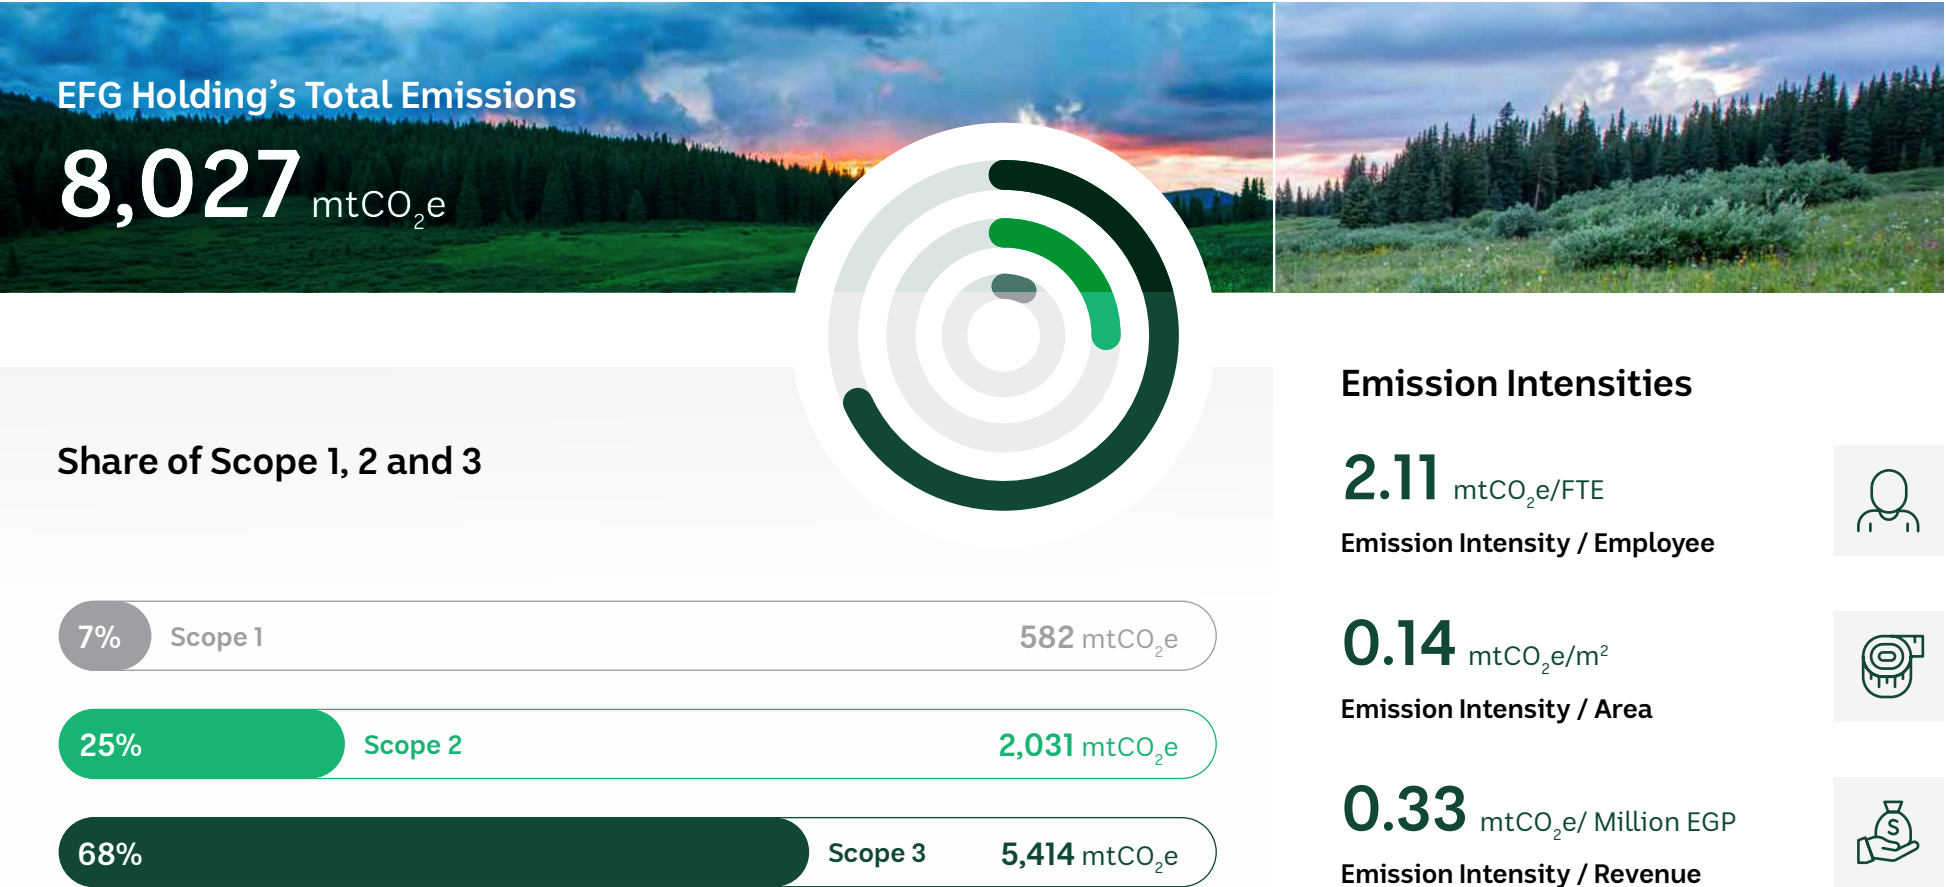 EFG Holding’s Total Emissions
8,027 mtCO₂e
Share of Scope 1, 2 and 3
7% Scope 1 582 mtCO₂e
25% Scope 2 2,031 mtCO₂e
68% Scope 3 5,414 mtCO₂e
Emission Intensities
2.11 mtCO₂e/FTE
Emission Intensity / Employee
0.14 mtCO₂e/m²
Emission Intensity / Area
0.33 mtCO₂e/ Million EGP
Emission Intensity / Revenue
S